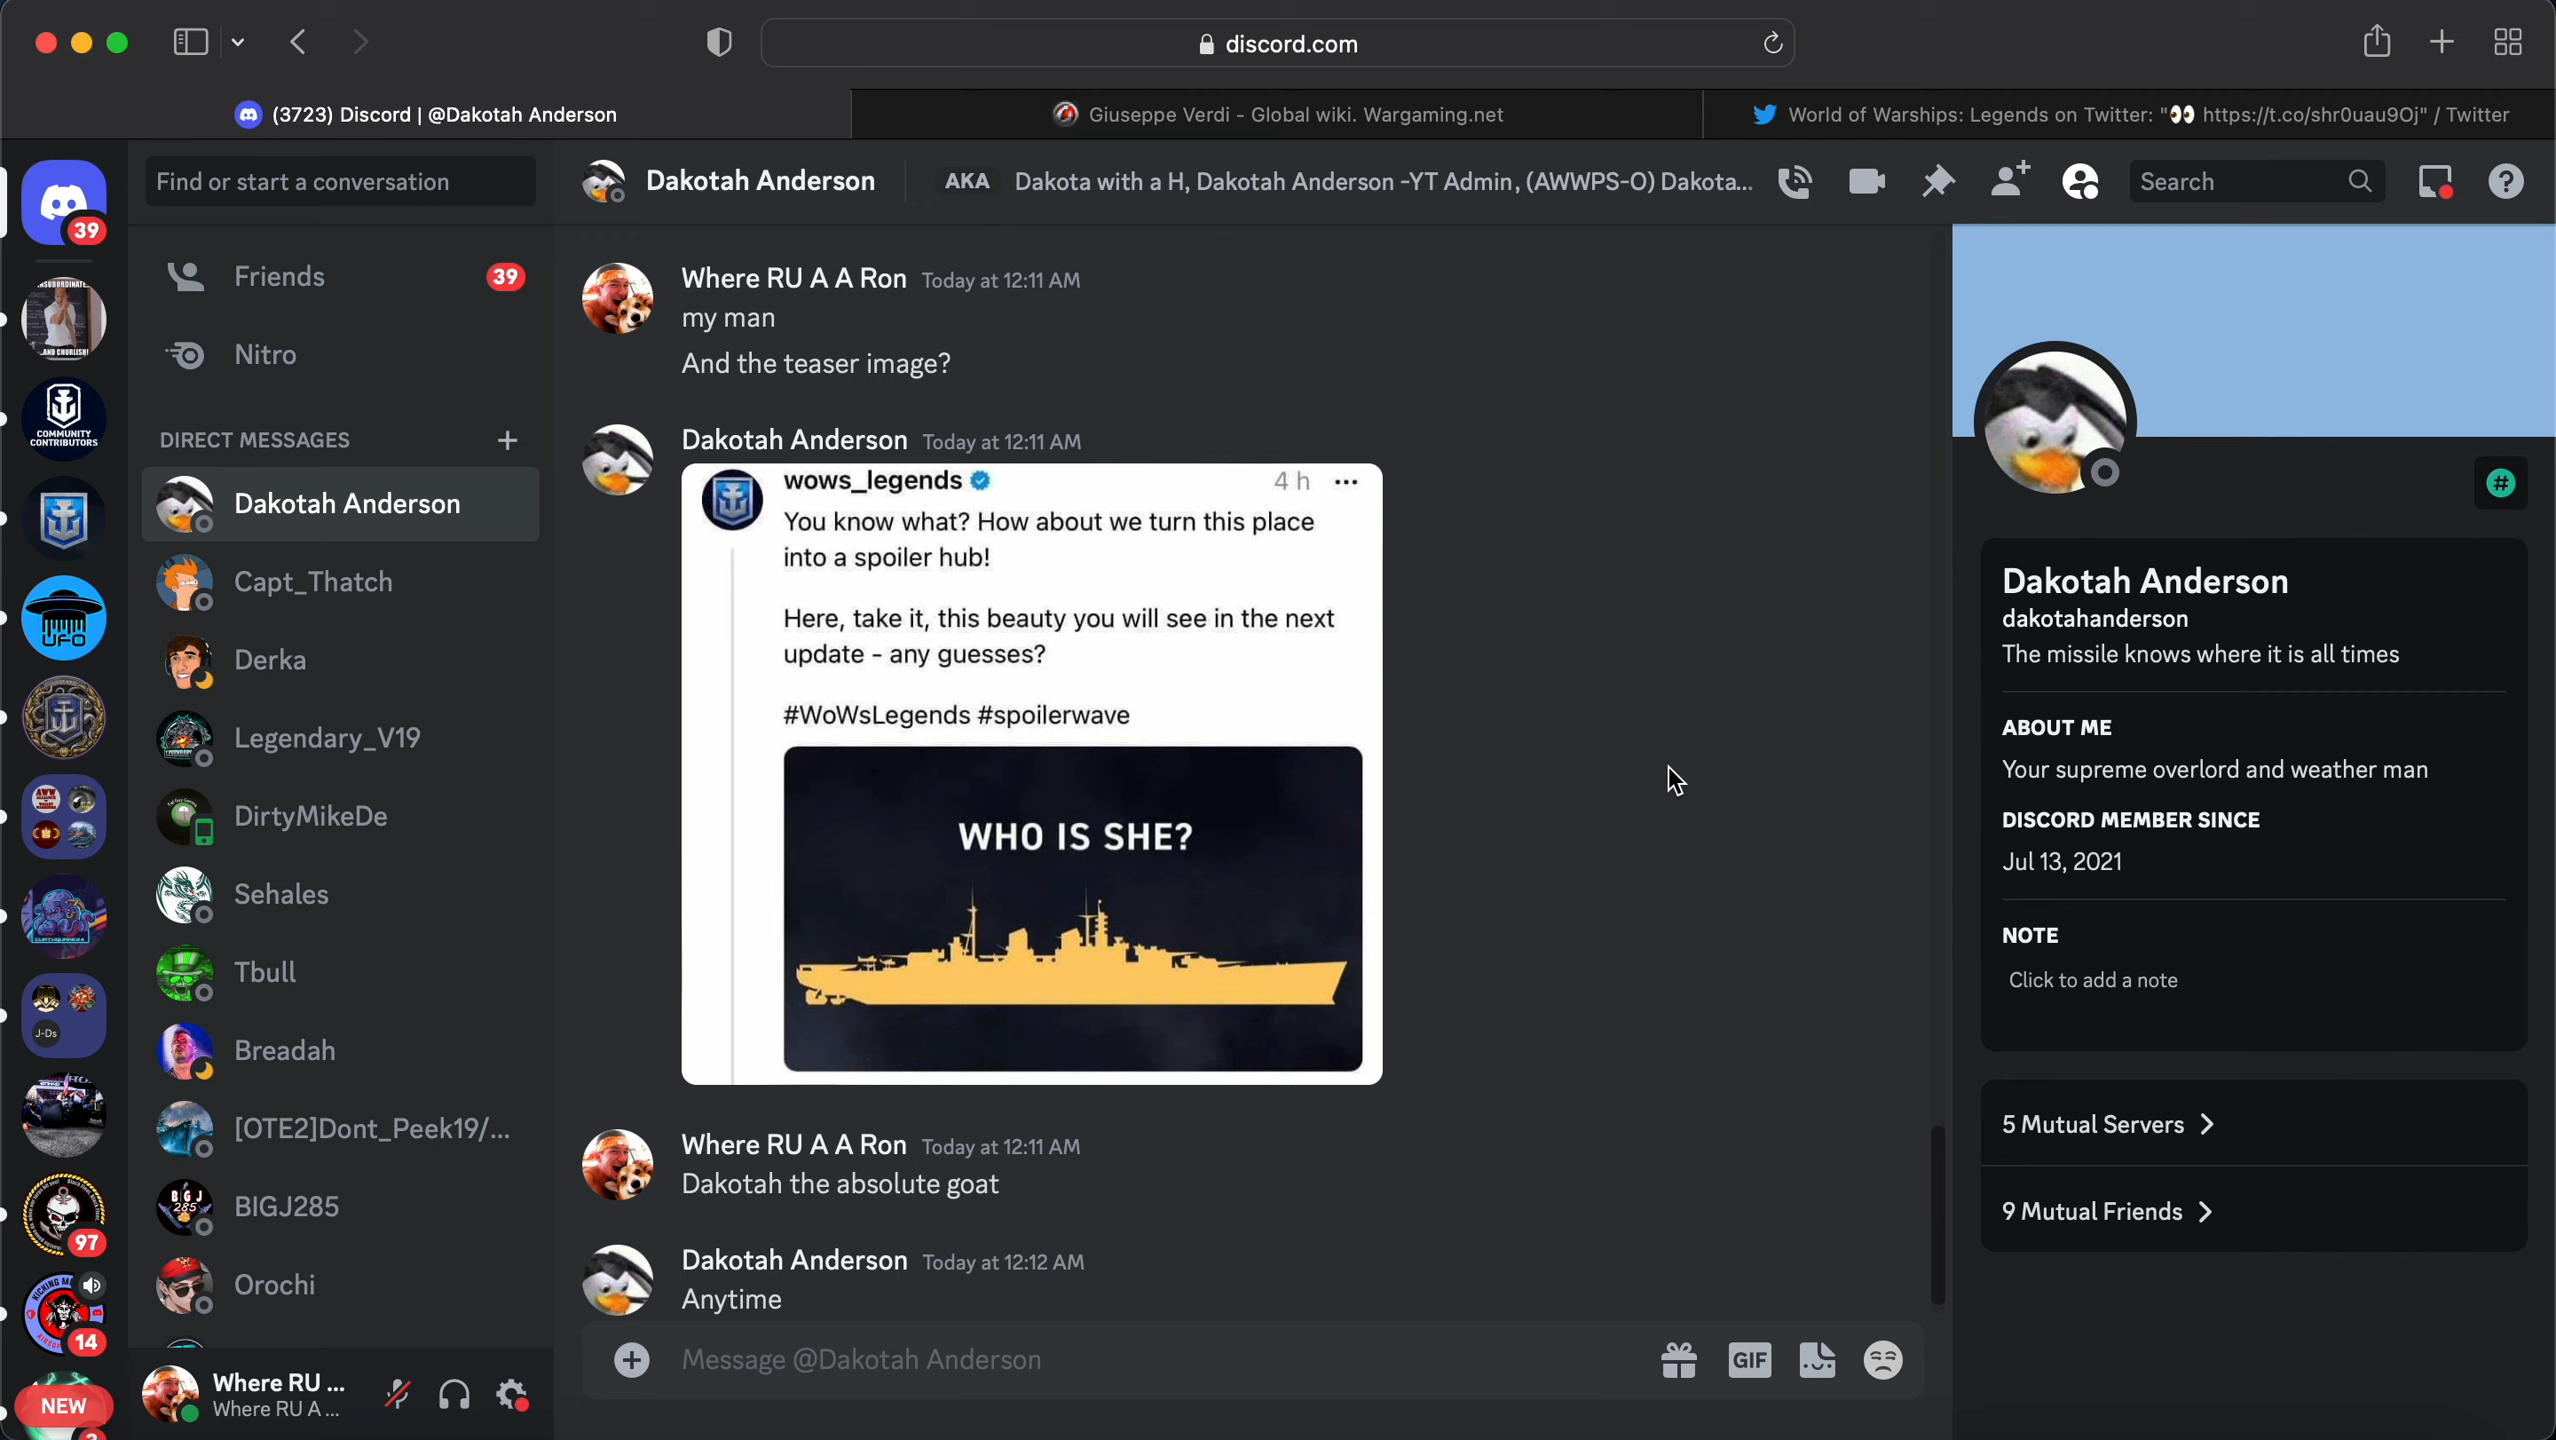 discord.com
(3723) Discord | @Dakotah Anderson
Giuseppe Verdi - Global wiki. Wargaming.net
World of Warships: Legends on Twitter: "👀 https://t.co/shr0uau9Oj" / Twitter
Find or start a conversation
Dakotah Anderson
AKA
Dakota with a H, Dakotah Anderson -YT Admin, (AWWPS-O) Dakota...
Search
39
Friends
39
Nitro
DIRECT MESSAGES
Dakotah Anderson
Capt_Thatch
Derka
Legendary_V19
DirtyMikeDe
Sehales
Tbull
Breadah
[OTE2]Dont_Peek19/...
BIGJ285
Orochi
Where RU ...
Where RU A ...
...AND CHURLISH!
COMMUNITY
CONTRIBUTORS
UFO
AWW
J-Ds
97
14
NEW
BGJ
285
Where RU A A Ron Today at 12:11 AM
my man
And the teaser image?
Dakotah Anderson Today at 12:11 AM
wows_legends
4 h
You know what? How about we turn this place
into a spoiler hub!
Here, take it, this beauty you will see in the next
update - any guesses?
#WoWsLegends #spoilerwave
WHO IS SHE?
Where RU A A Ron Today at 12:11 AM
Dakotah the absolute goat
Dakotah Anderson Today at 12:12 AM
Anytime
Message @Dakotah Anderson
GIF
#
Dakotah Anderson
dakotahanderson
The missile knows where it is all times
ABOUT ME
Your supreme overlord and weather man
DISCORD MEMBER SINCE
Jul 13, 2021
NOTE
Click to add a note
5 Mutual Servers
9 Mutual Friends